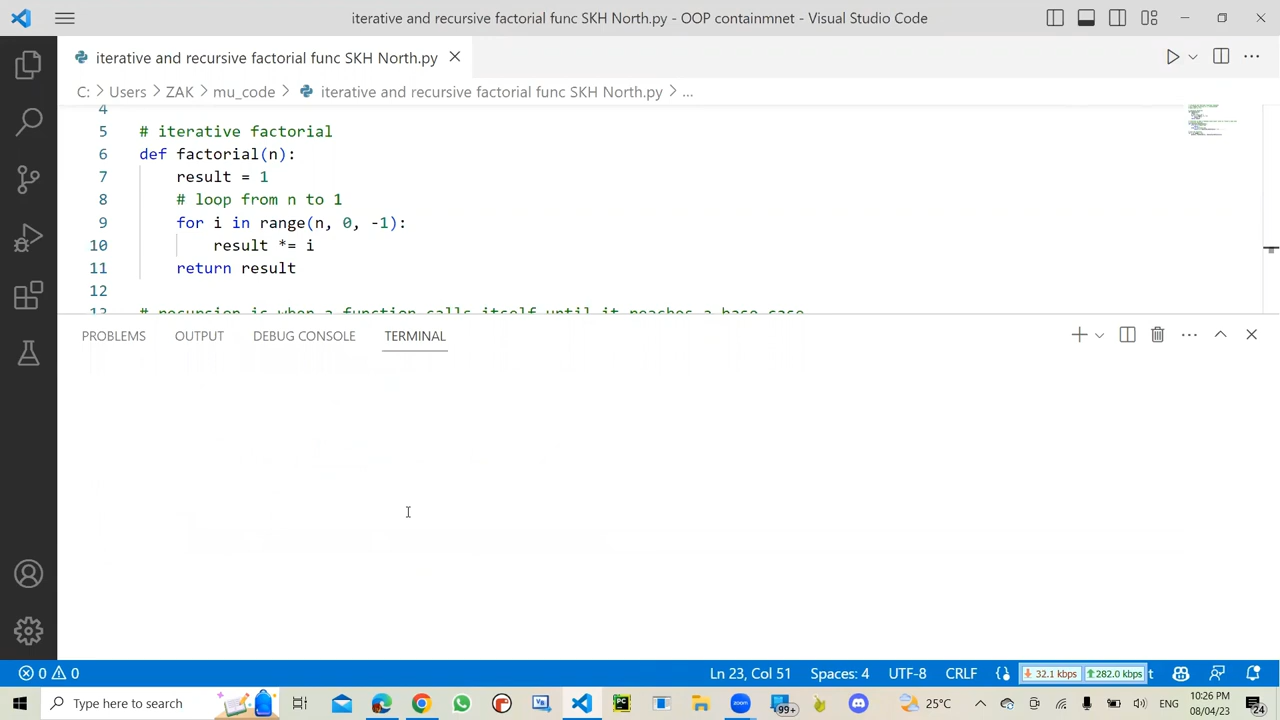 iterative and recursive factorial func SKH North.py - OOP containmnet - Visual Studio Code
iterative and recursive factorial func SKH North.py
C: > Users > ZAK > mu_code > iterative and recursive factorial func SKH North.py > ...
4
5 # iterative factorial
6 def factorial(n):
7 result = 1
8 # loop from n to 1
9 for i in range(n, 0, -1):
10 result *= i
11 return result
12
13 # recursion is when a function calls itself until it reaches a base case
PROBLEMS OUTPUT DEBUG CONSOLE TERMINAL
0 0 Ln 23, Col 51 Spaces: 4 UTF-8 CRLF {} 32.1 kbps 282.0 kbps t
Type here to search 99+ 25°C ENG 10:26 PM
08/04/23 24